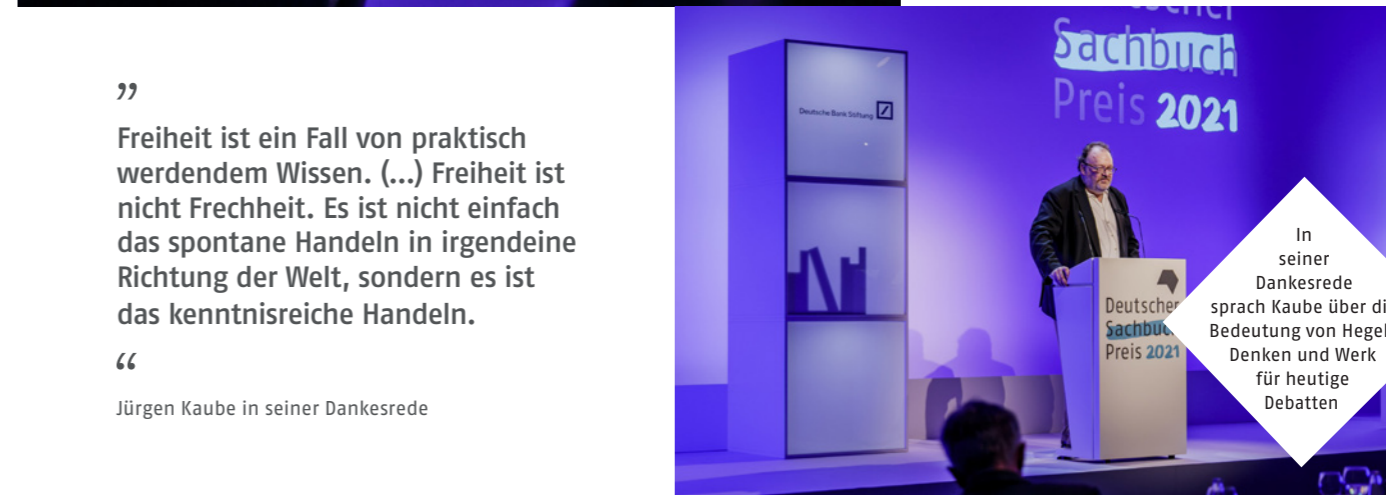 ”
Freiheit ist ein Fall von praktisch
werdendem Wissen. (...) Freiheit ist
nicht Frechheit. Es ist nicht einfach
das spontane Handeln in irgendeine
Richtung der Welt, sondern es ist
das kenntnisreiche Handeln.
“
Jürgen Kaube in seiner Dankesrede
Sachbuch
Preis 2021
Deutsche Bank Stiftung
Deutscher
Sachbuch
Preis 2021
In
seiner
Dankesrede
sprach Kaube über di
Bedeutung von Hegel
Denken und Werk
für heutige
Debatten